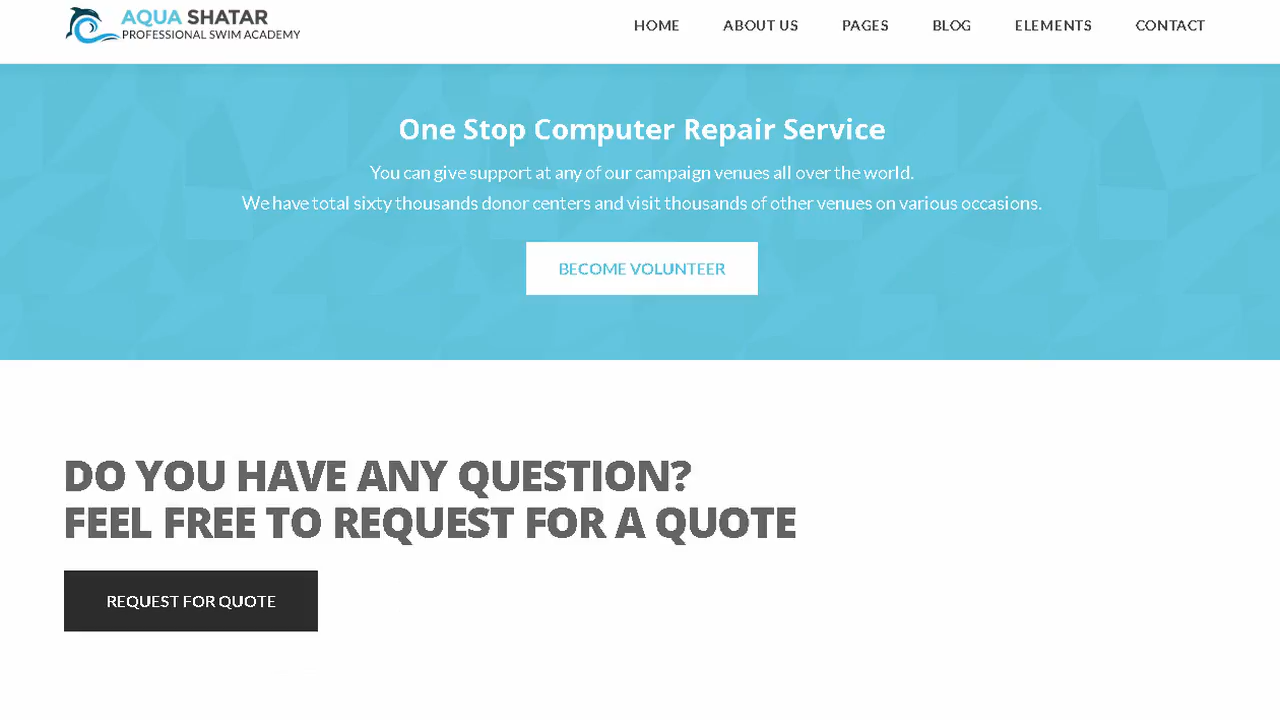 AQUA SHATAR
PROFESSIONAL SWIM ACADEMY
HOME ABOUT US PAGES BLOG ELEMENTS CONTACT
One Stop Computer Repair Service
You can give support at any of our campaign venues all over the world.
We have total sixty thousands donor centers and visit thousands of other venues on various occasions.
BECOME VOLUNTEER
DO YOU HAVE ANY QUESTION?
FEEL FREE TO REQUEST FOR A QUOTE
REQUEST FOR QUOTE